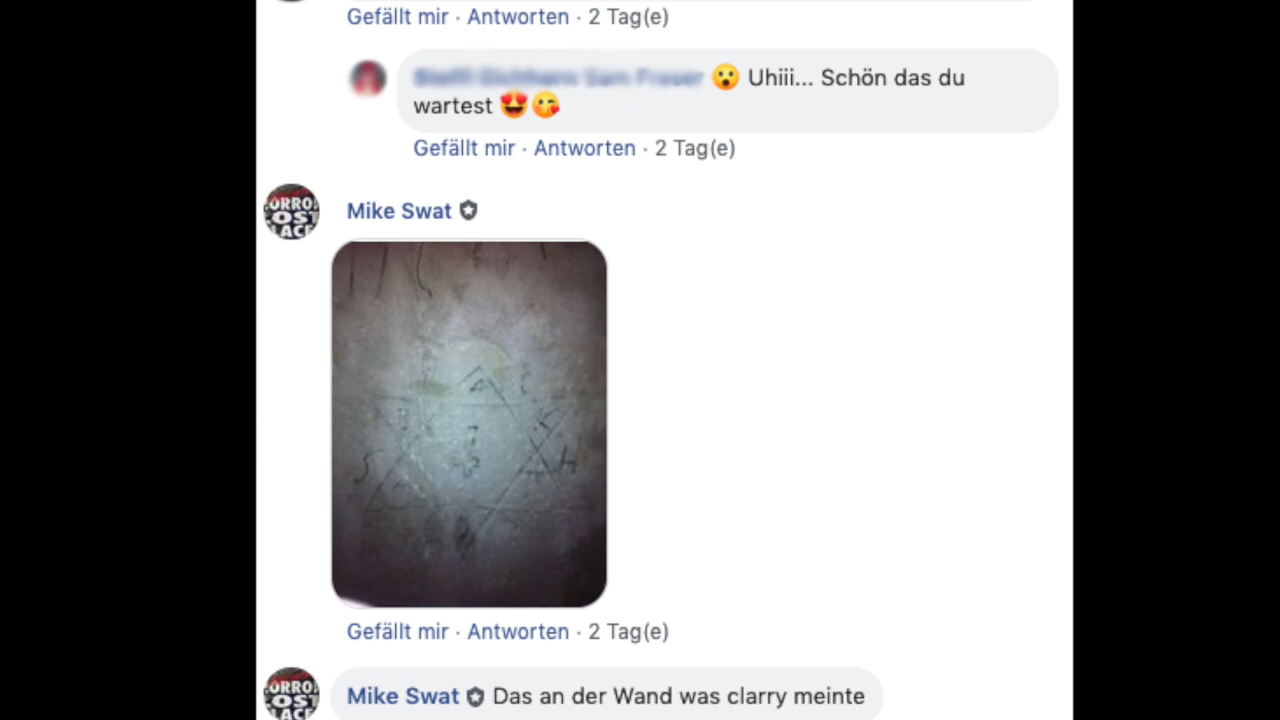 Gefällt mir · Antworten · 2 Tag(e)
😮 Uhiii... Schön das du
wartest 😍😘
Gefällt mir · Antworten · 2 Tag(e)
Mike Swat
A
S
H
Gefällt mir · Antworten · 2 Tag(e)
Mike Swat Das an der Wand was clarry meinte